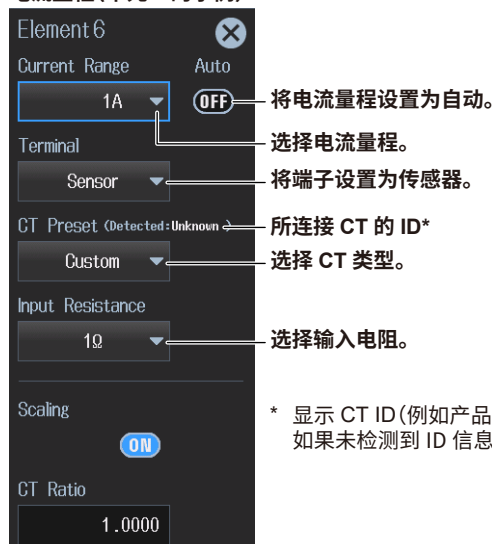 Element 6
Current Range Auto
1A OFF 将电流量程设置为自动。
选择电流量程。
Terminal
Sensor 将端子设置为传感器。
CT Preset (Detected:Unknown) 所连接 CT 的 ID*
Custom 选择 CT 类型。
Input Resistance
1Ω 选择输入电阻。
Scaling
* 显示 CT ID(例如产品
ON 如果未检测到 ID 信息
CT Ratio
1.0000